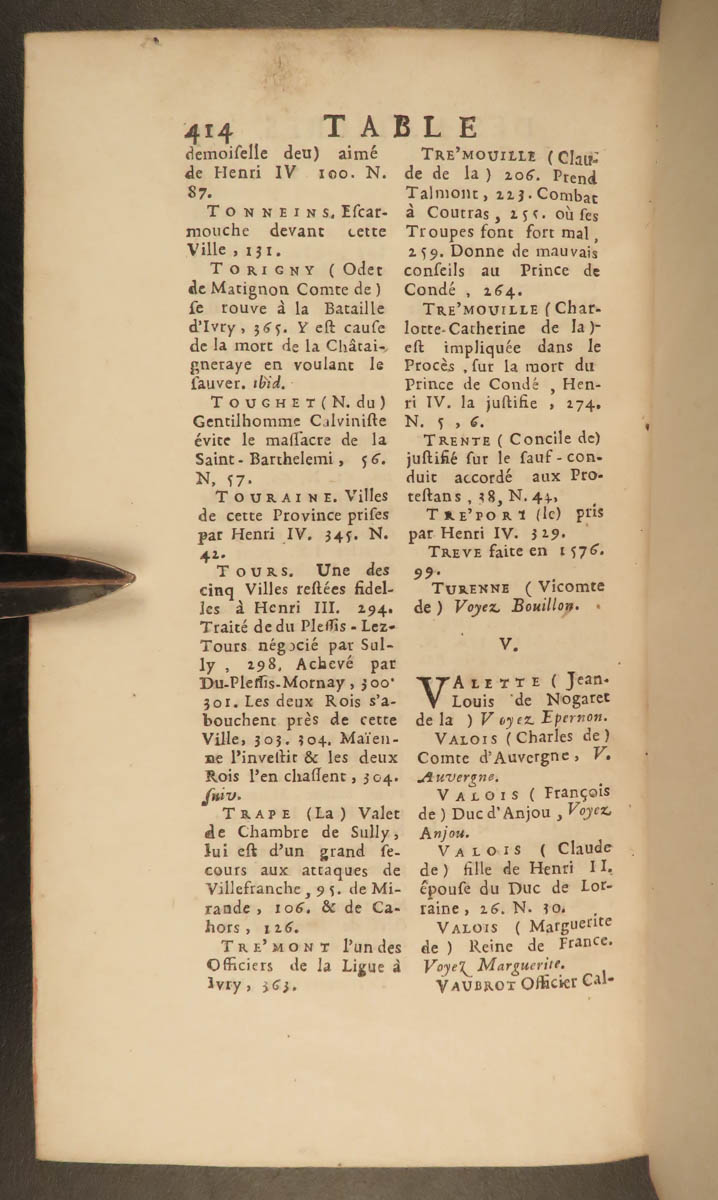 414 TABLE
demoiſelle deu) aimé
de Henri IV 100. N.
87.
TONNEINS. Eſcar-
mouche devant cette
Ville, 131.
TORIGNY (Odet
de Matignon Comte de)
ſe rouve à la Bataille
d'Ivry, 365. Y eſt cauſe
de la mort de la Châtai-
gneraye en voulant le
ſauver. ibid.
TOUGHET (N. du)
Gentilhomme Calviniſte
évite le maſſacre de la
Saint-Barthelemi, 56.
N, 57.
TOURAINE. Villes
de cette Province priſes
par Henri IV. 345. N.
42.
TOURS. Une des
cinq Villes reſtées fidel-
les à Henri III. 294.
Traité de du Pleſſis-Lez-
Tours négocié par Sul-
ly, 298. Achevé par
Du-Pleſſis-Mornay, 300.
301. Les deux Rois s'a-
bouchent près de cette
Ville, 303. 304. Maïen-
ne l'inveſtit & les deux
Rois l'en chaſſent, 304.
ſuiv.
TRAPE (La) Valet
de Chambre de Sully,
lui eſt d'un grand ſe-
cours aux attaques de
Villefranche, 95. de Mi-
rande, 106. & de Ca-
hors, 126.
TRE'MONT l'un des
Officiers de la Ligue à
Ivry, 363.
TRE'MOUILLE (Clau-
de de la) 206. Prend
Talmont, 223. Combat
à Coutras, 255. où ſes
Troupes font fort mal,
259. Donne de mauvais
conſeils au Prince de
Condé, 264.
TRE'MOUILLE (Char-
lotte-Catherine de la)
eſt impliquée dans le
Procès, ſur la mort du
Prince de Condé, Hen-
ri IV. la juſtifie, 274.
N. 5, 6.
TRENTE (Concile de)
juſtifié ſur le ſauf-con-
duit accordé aux Pro-
teſtans, 38, N. 44,
TRE'PORT (le) pris
par Henri IV. 329.
TREVE faite en 1576.
99.
TURENNE (Vicomte
de) Voyez Bouillon.
V.
VALETTE (Jean-
Louis de Nogaret
de la) Voyez Epernon.
VALOIS (Charles de)
Comte d'Auvergne, V.
Auvergne.
VALOIS (François
de) Duc d'Anjou, Voyez
Anjou.
VALOIS (Claude
de) fille de Henri II.
épouſe du Duc de Lor-
raine, 26. N. 30.
VALOIS (Marguerite
de) Reine de France.
Voyez Marguerite.
VAUBROT Officier Cal-